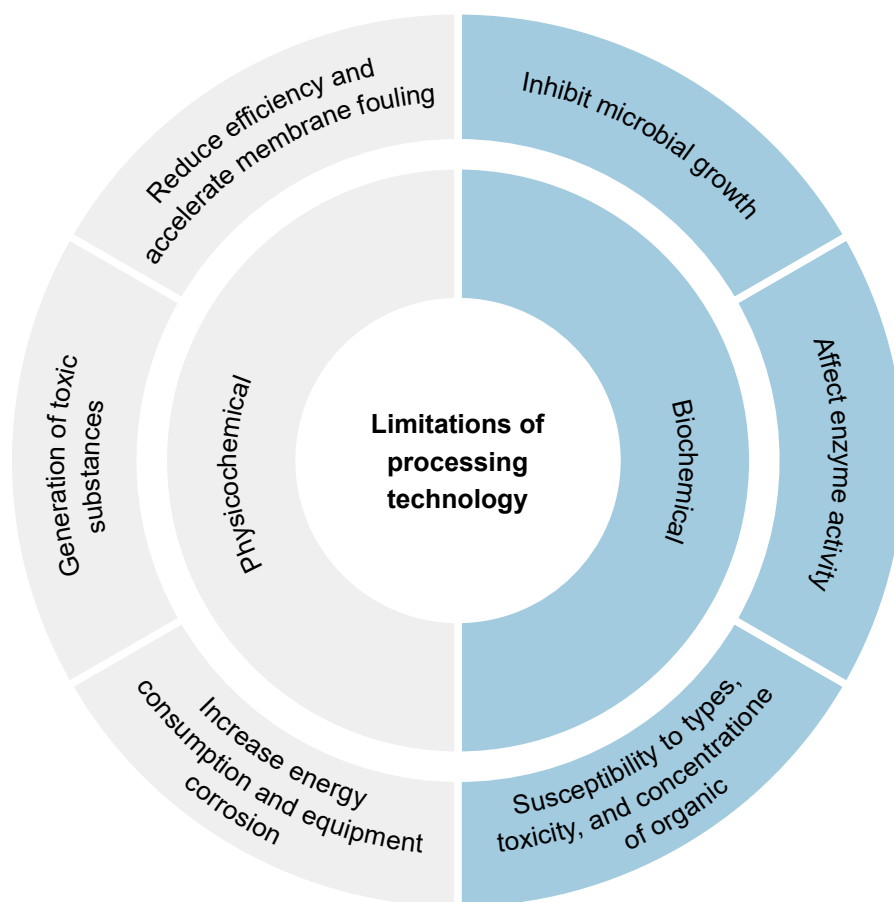 Limitations of
processing
technology
Physicochemical
Biochemical
Reduce efficiency and
accelerate membrane fouling
Generation of toxic
substances
Increase energy
consumption and equipment
corrosion
Inhibit microbial growth
Affect enzyme activity
Susceptibility to types,
toxicity, and concentratione
of organic